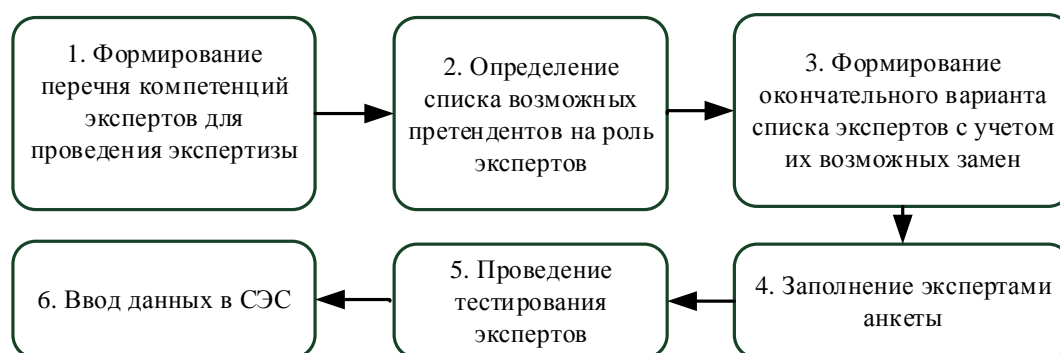 1. Формирование
перечня компетенций
экспертов для
проведения экспертизы
2. Определение
списка возможных
претендентов на роль
экспертов
3. Формирование
окончательного варианта
списка экспертов с учетом
их возможных замен
4. Заполнение экспертами
анкеты
5. Проведение
тестирования
экспертов
6. Ввод данных в СЭС